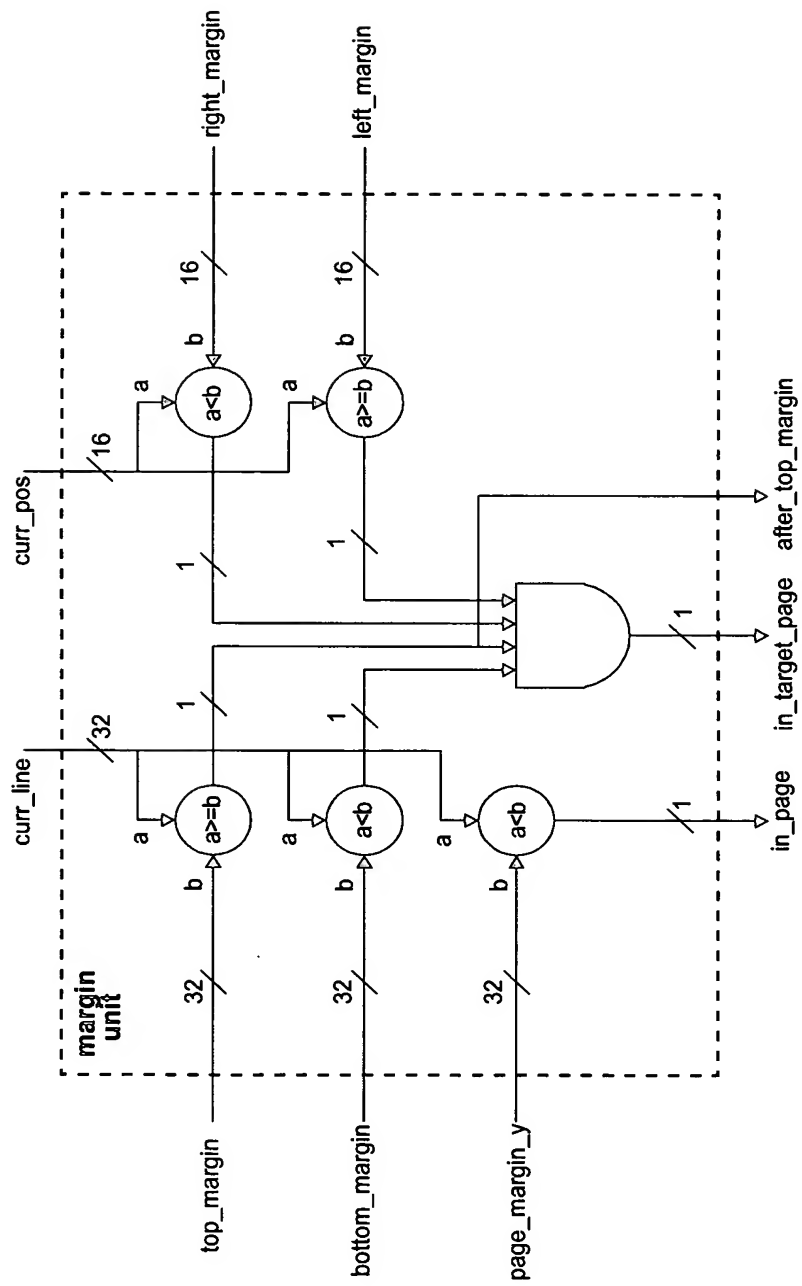 curr_line
curr_pos
32
16
margin
unit
top_margin
32
b
a
a>=b
1
a
a<b
b
16
right_margin
bottom_margin
32
b
a
a<b
1
1
a
a>=b
b
16
left_margin
page_margin_y
32
b
a
a<b
1
1
in_page
in_target_page
after_top_margin